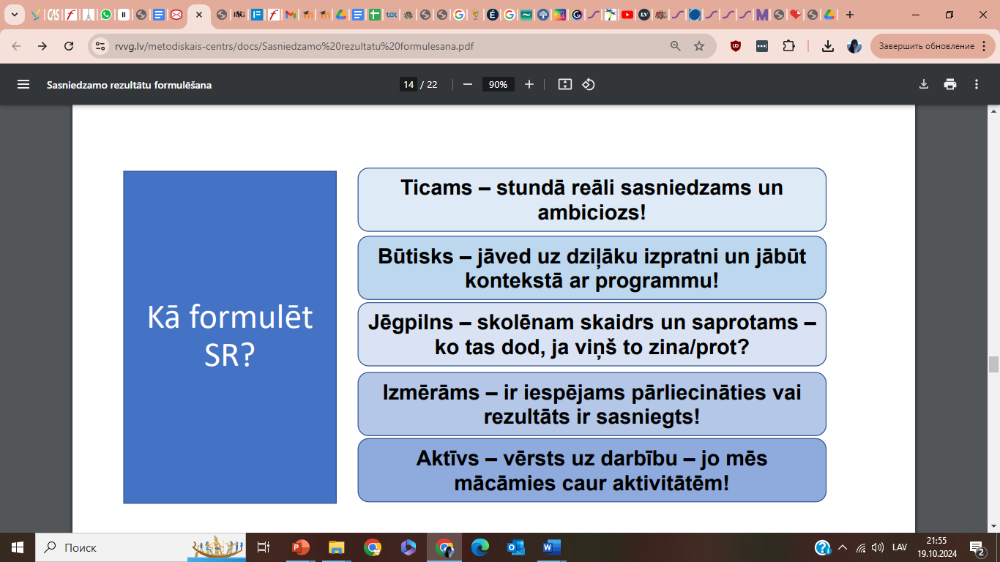 rvvg.lv/metodiskais-centrs/docs/Sasniedzamo%20rezultatu%20formulesana.pdf
Завершить обновление
Sasniedzamo rezultātu formulēšana
14 / 22
90%
Kā formulēt
SR?
Ticams – stundā reāli sasniedzams un
ambiciozs!
Būtisks – jāved uz dziļāku izpratni un jābūt
kontekstā ar programmu!
Jēgpilns – skolēnam skaidrs un saprotams –
ko tas dod, ja viņš to zina/prot?
Izmērāms – ir iespējams pārliecināties vai
rezultāts ir sasniegts!
Aktīvs – vērsts uz darbību – jo mēs
mācāmies caur aktivitātēm!
Поиск
LAV
21:55
19.10.2024
2